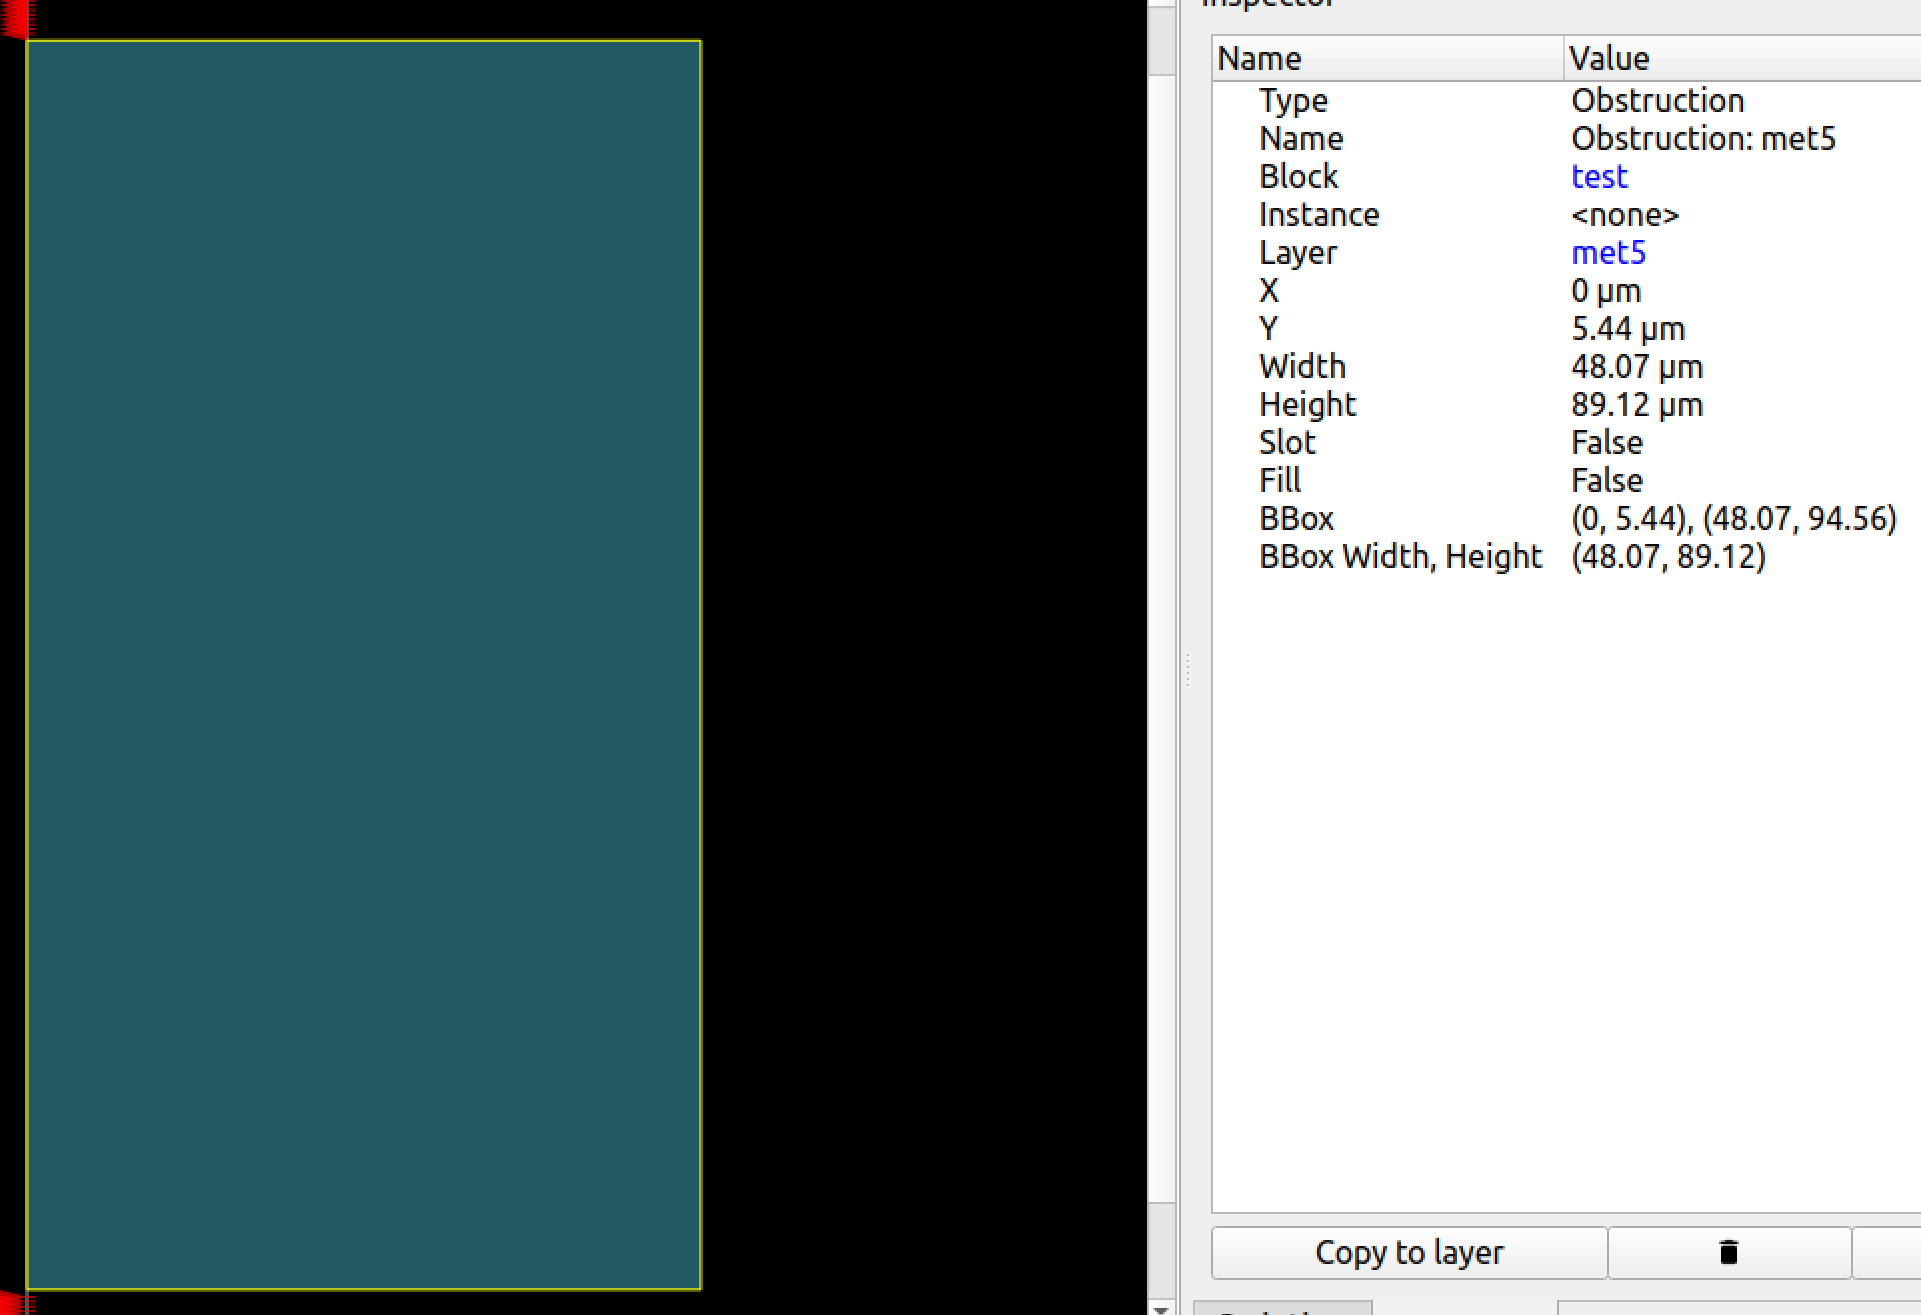 Inspector
Name Value
Type Obstruction
Name Obstruction: met5
Block test
Instance <none>
Layer met5
X 0 µm
Y 5.44 µm
Width 48.07 µm
Height 89.12 µm
Slot False
Fill False
BBox (0, 5.44), (48.07, 94.56)
BBox Width, Height (48.07, 89.12)
Copy to layer